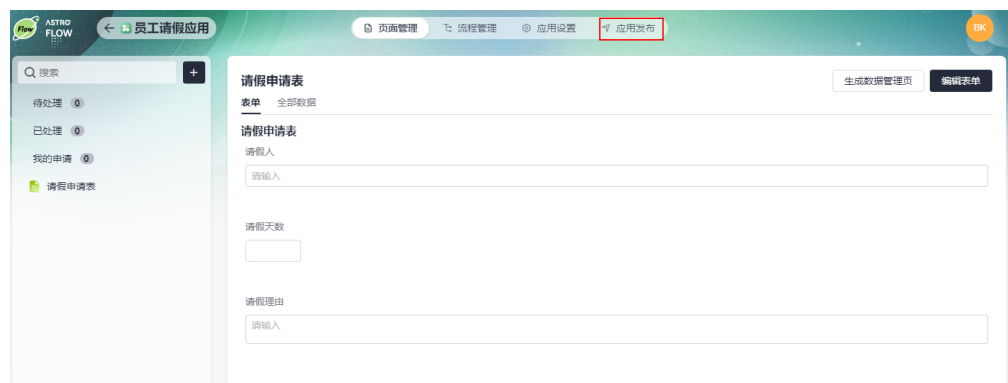 Flow ASTRO FLOW ← 员工请假应用 页面管理 流程管理 应用设置 应用发布 BK
搜索 +
待处理 0
已处理 0
我的申请 0
请假申请表
请假申请表 生成数据管理页 编辑表单
表单 全部数据
请假申请表
请假人
请输入
请假天数
请假理由
请输入